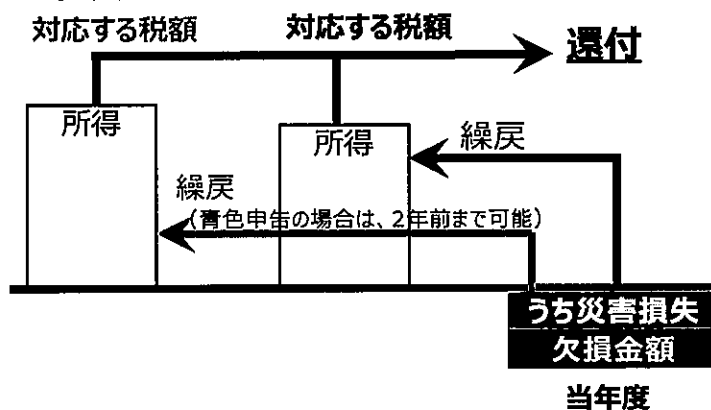 対応する税額
対応する税額
還付
所得
所得
繰戻
繰戻
（青色申告の場合は、2年前まで可能）
うち災害損失
欠損金額
当年度